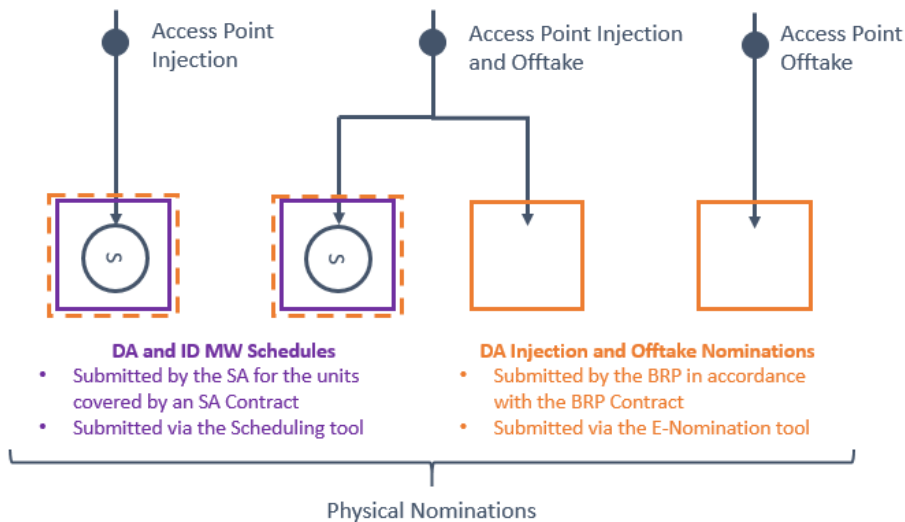 Access Point
Injection
Access Point Injection
and Offtake
Access Point
Offtake
S
S
DA and ID MW Schedules
• Submitted by the SA for the units
covered by an SA Contract
• Submitted via the Scheduling tool
DA Injection and Offtake Nominations
• Submitted by the BRP in accordance
with the BRP Contract
• Submitted via the E-Nomination tool
Physical Nominations